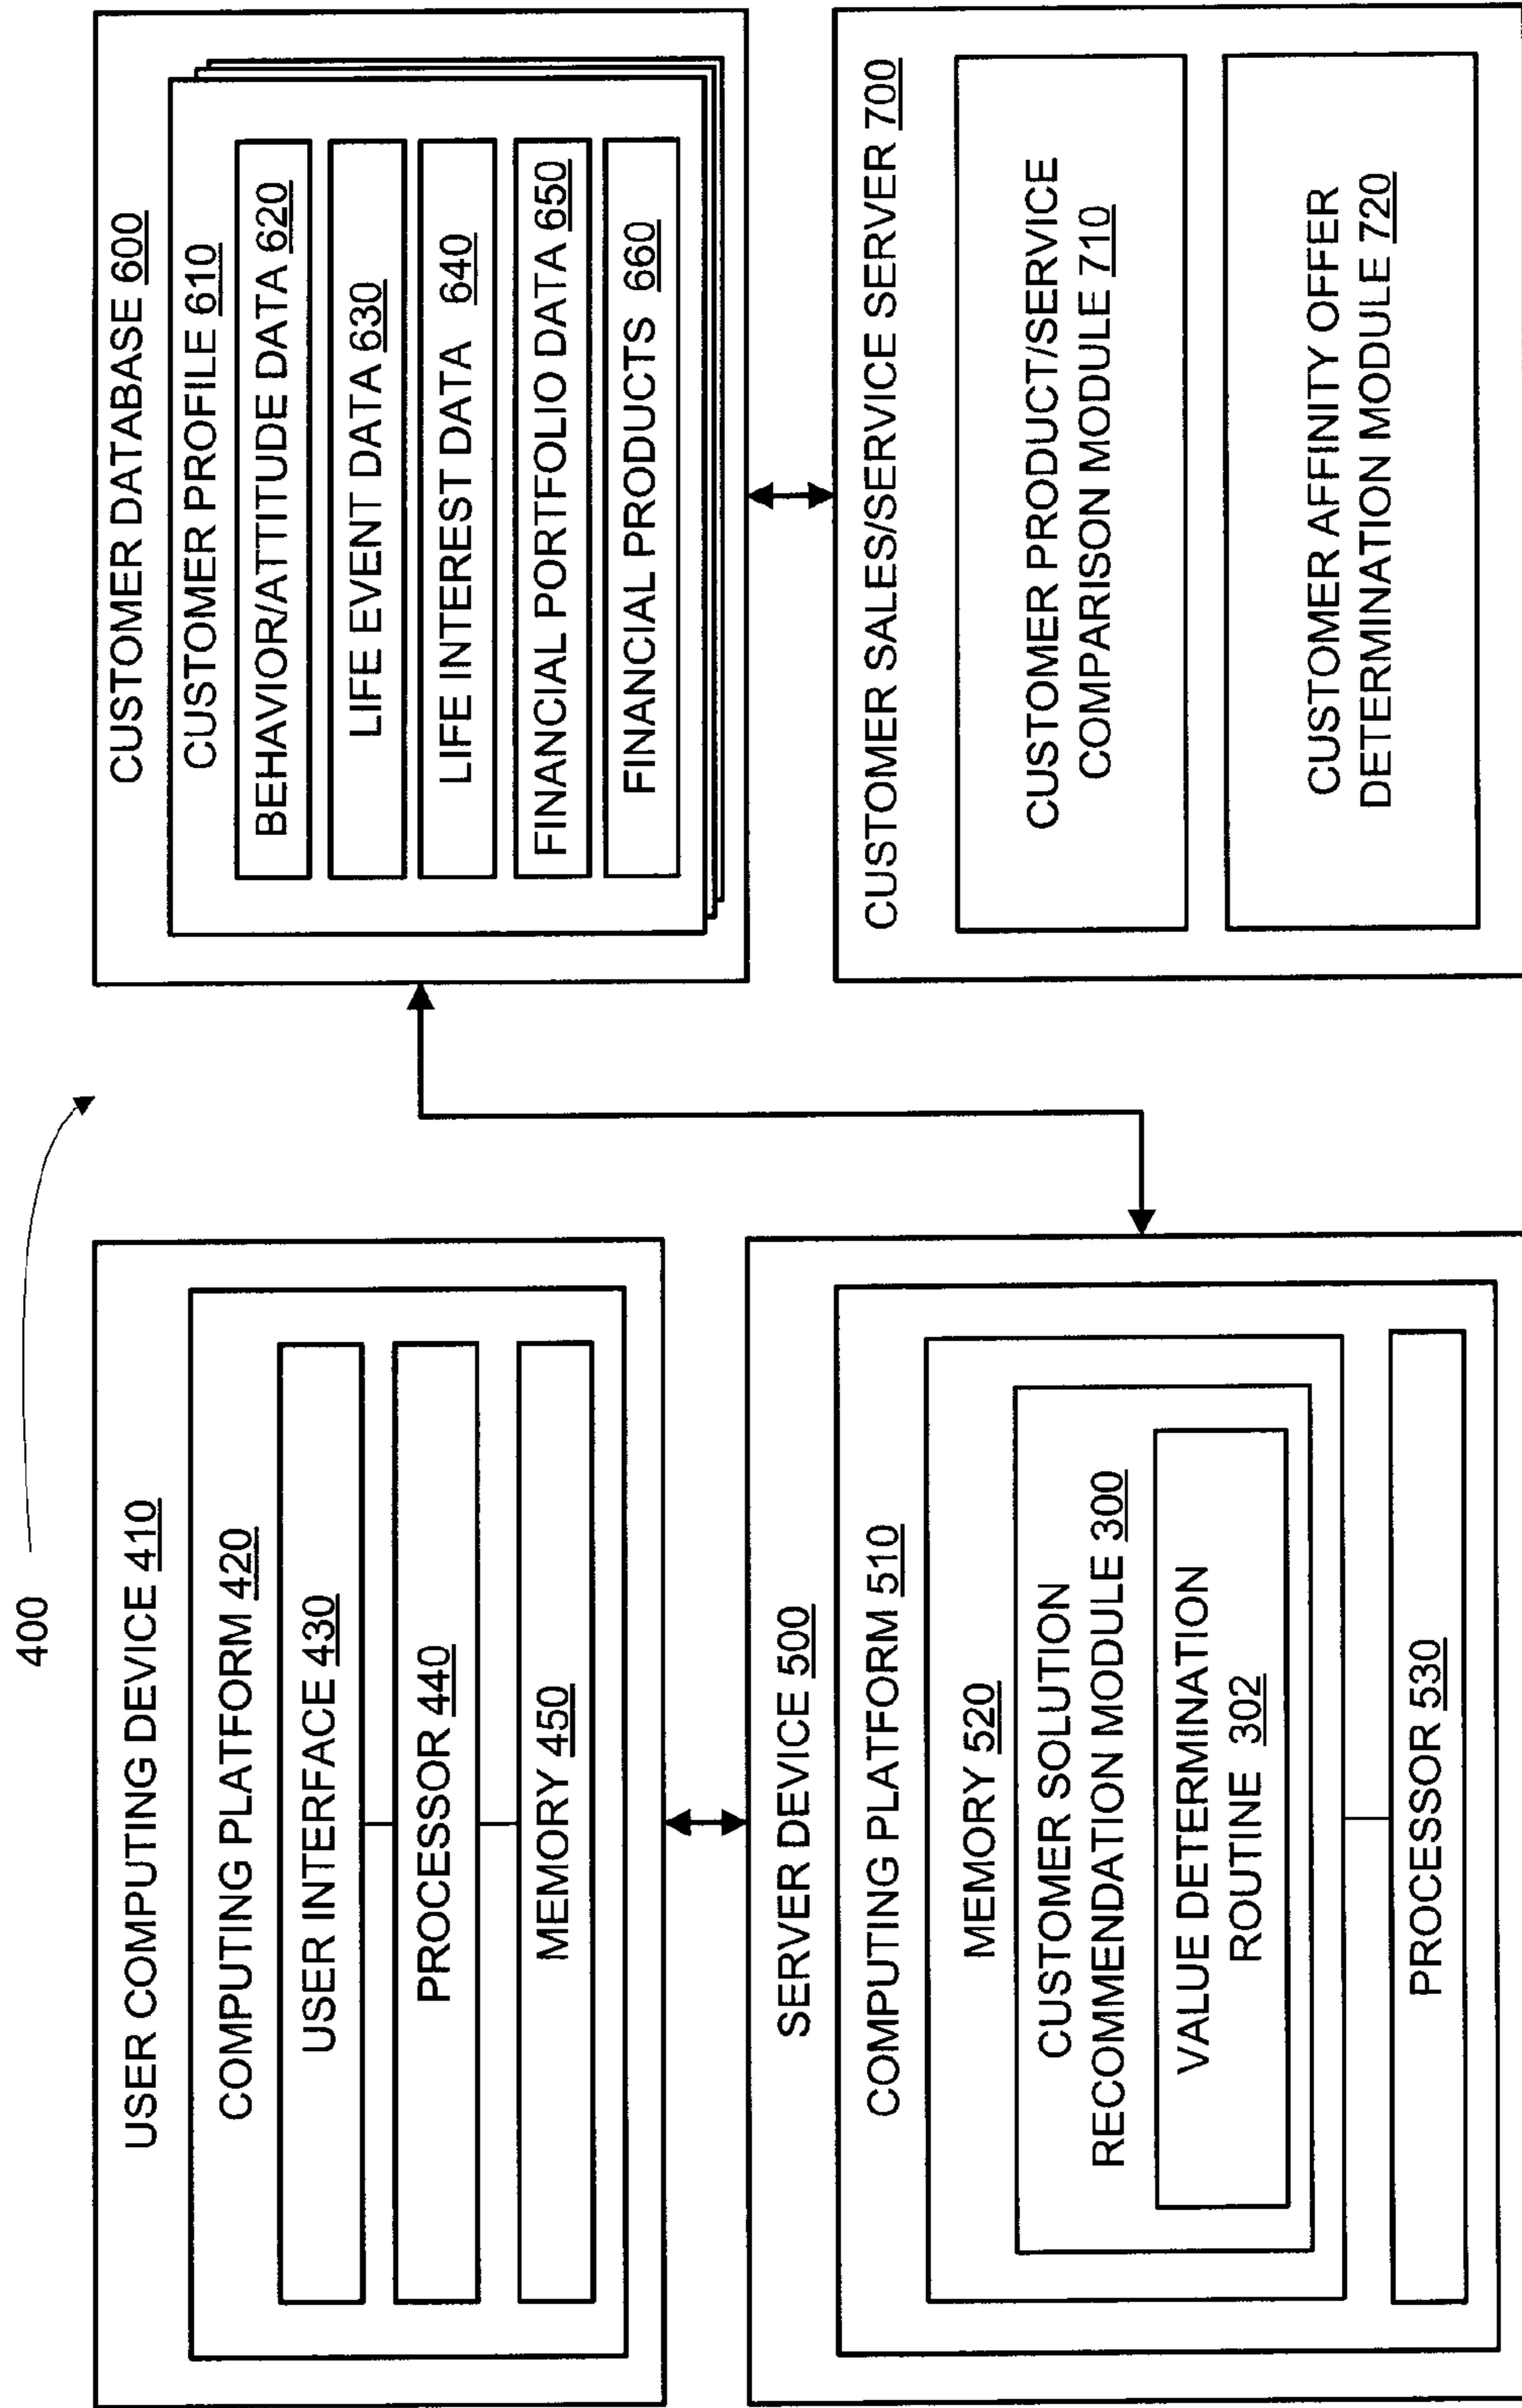 400
USER COMPUTING DEVICE 410
COMPUTING PLATFORM 420
USER INTERFACE 430
PROCESSOR 440
MEMORY 450
SERVER DEVICE 500
COMPUTING PLATFORM 510
MEMORY 520
CUSTOMER SOLUTION
RECOMMENDATION MODULE 300
VALUE DETERMINATION
ROUTINE 302
PROCESSOR 530
CUSTOMER DATABASE 600
CUSTOMER PROFILE 610
BEHAVIOR/ATTITUDE DATA 620
LIFE EVENT DATA 630
LIFE INTEREST DATA 640
FINANCIAL PORTFOLIO DATA 650
FINANCIAL PRODUCTS 660
CUSTOMER SALES/SERVICE SERVER 700
CUSTOMER PRODUCT/SERVICE
COMPARISON MODULE 710
CUSTOMER AFFINITY OFFER
DETERMINATION MODULE 720